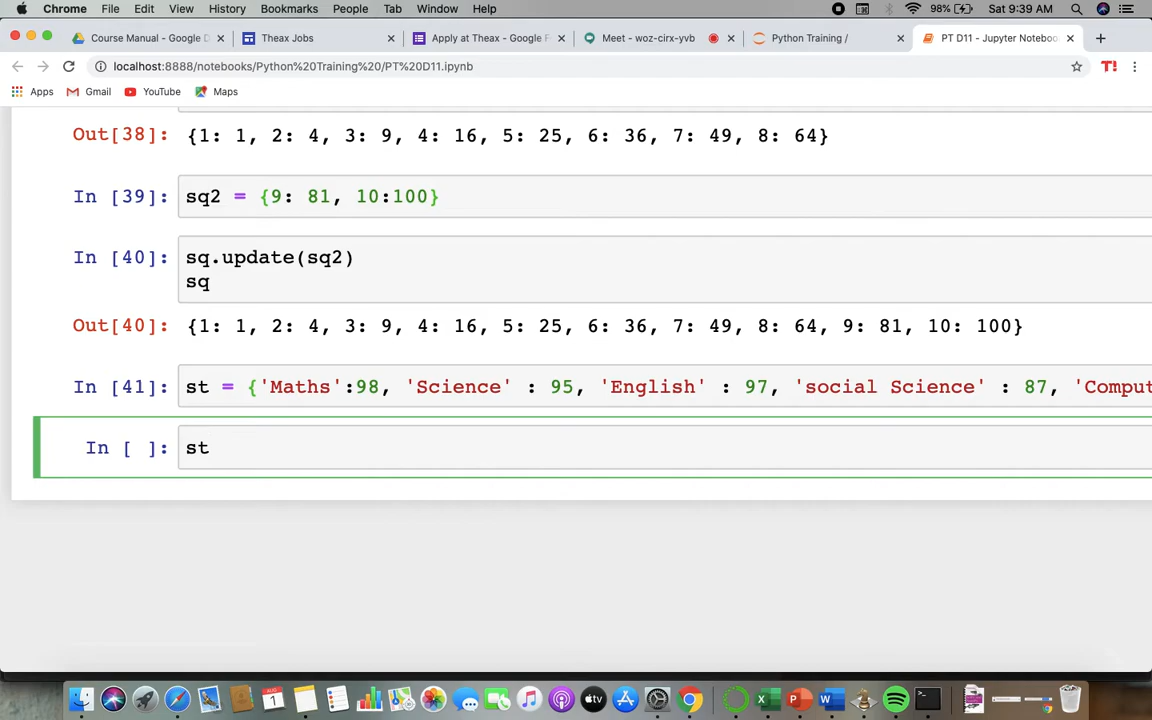 Chrome File Edit View History Bookmarks People Tab Window Help 98% Sat 9:39 AM
Course Manual - Google D Theax Jobs Apply at Theax - Google F Meet - woz-cirx-yvb Python Training / PT D11 - Jupyter Noteboo
localhost:8888/notebooks/Python%20Training%20/PT%20D11.ipynb T!
Apps Gmail YouTube Maps
Out[38]: {1: 1, 2: 4, 3: 9, 4: 16, 5: 25, 6: 36, 7: 49, 8: 64}
In [39]: sq2 = {9: 81, 10:100}
In [40]: sq.update(sq2)
sq
Out[40]: {1: 1, 2: 4, 3: 9, 4: 16, 5: 25, 6: 36, 7: 49, 8: 64, 9: 81, 10: 100}
In [41]: st = {'Maths':98, 'Science' : 95, 'English' : 97, 'social Science' : 87, 'Comput
In [ ]: st
AUG
1
tv
X P W